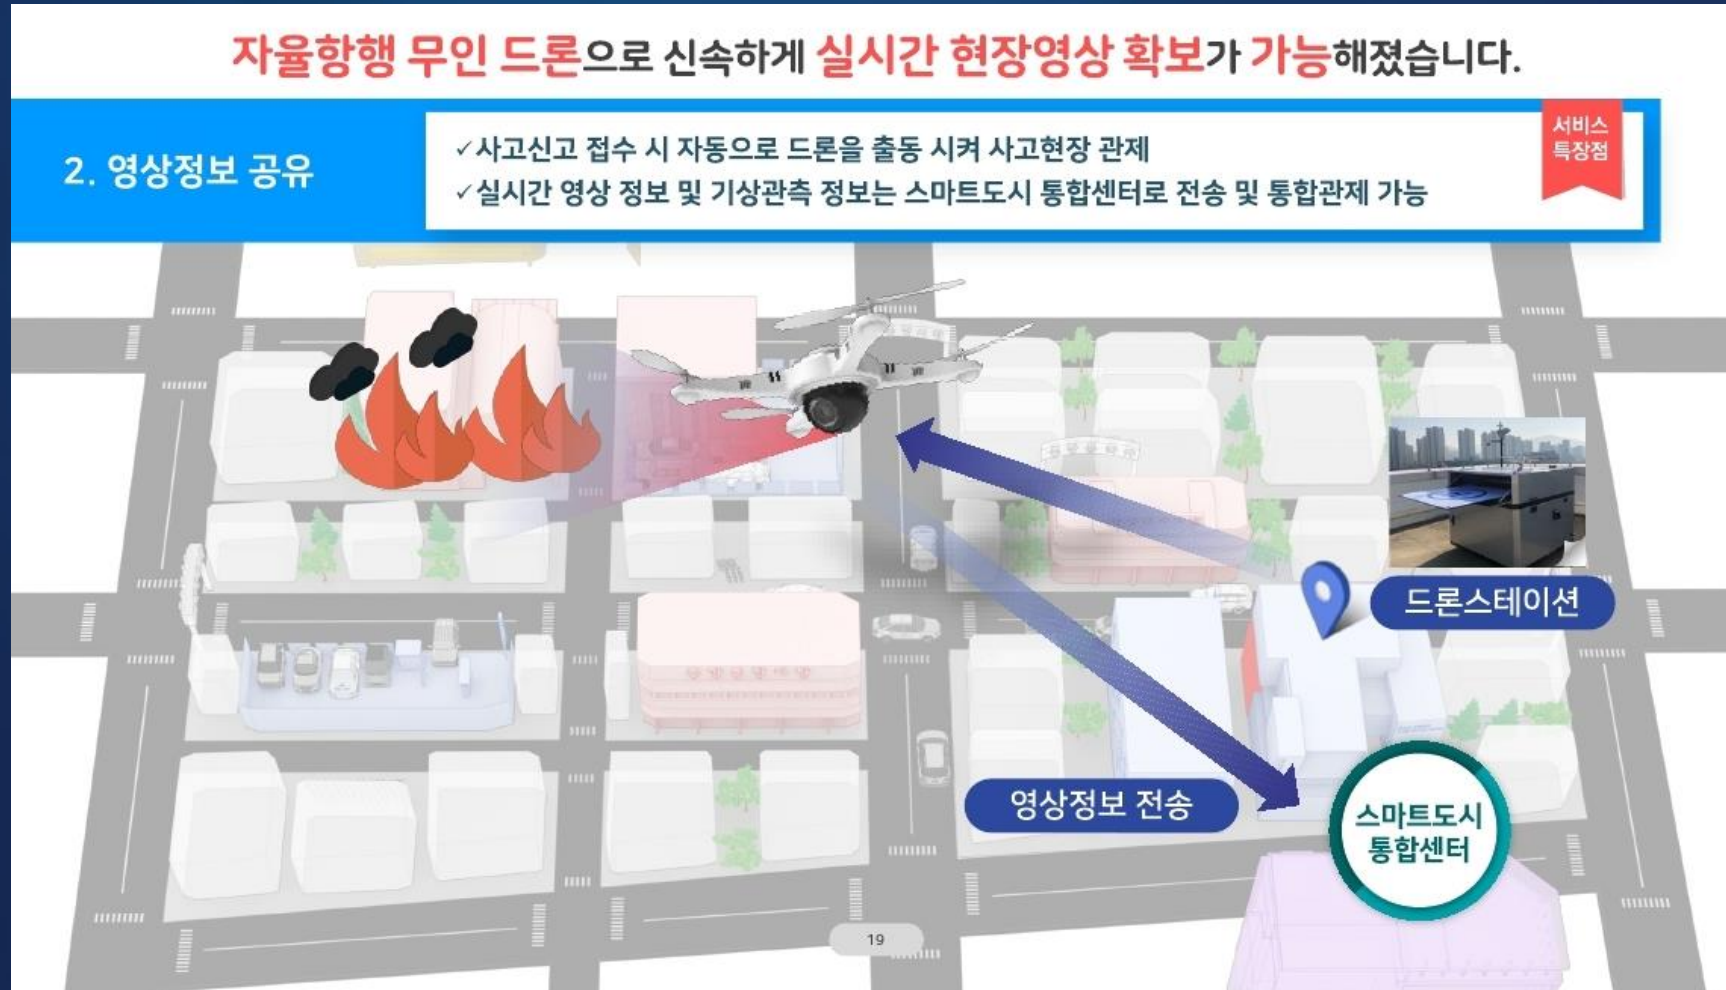 자율항행 무인 드론으로 신속하게 실시간 현장영상 확보가 가능해졌습니다.
2. 영상정보 공유
✓사고신고 접수 시 자동으로 드론을 출동 시켜 사고현장 관제
✓실시간 영상 정보 및 기상관측 정보는 스마트도시 통합센터로 전송 및 통합관제 가능
서비스
특장점
드론스테이션
영상정보 전송
스마트도시
통합센터
19